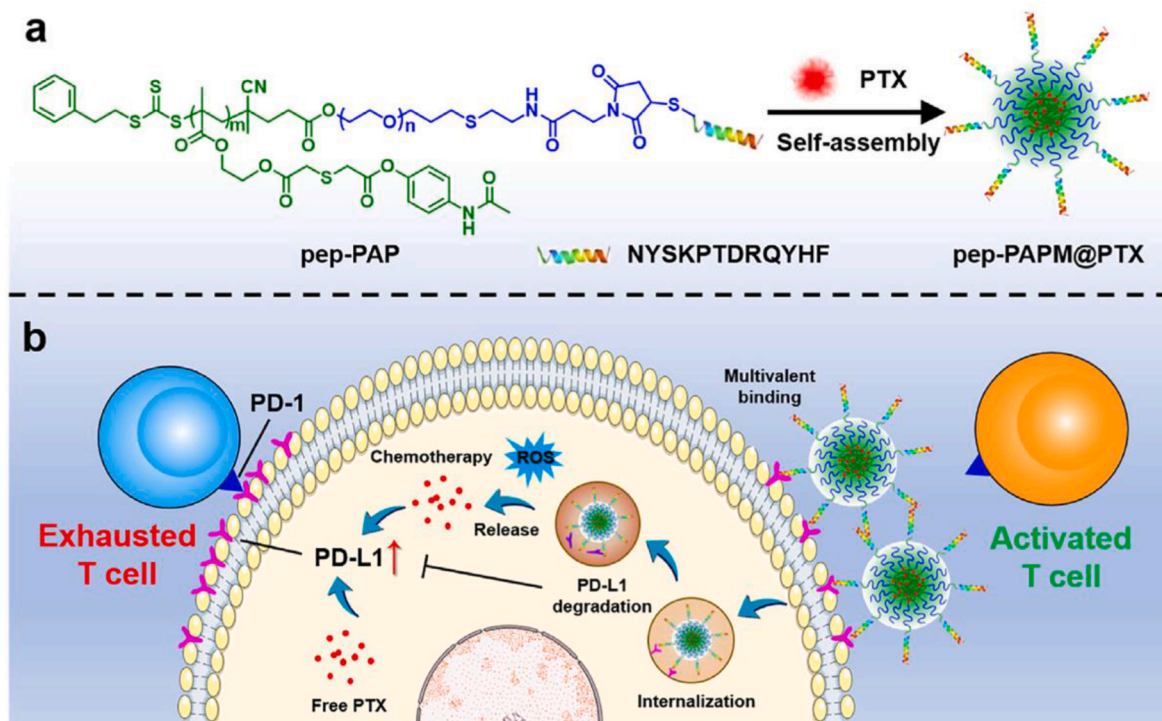 a
PTX
Self-assembly
S
CN
S
S
m
O
O
O
O
n
S
H
N
O
O
N
O
S
O
O
O
S
O
O
O
N
H
O
pep-PAP
NYSKPTDRQYHF
pep-PAPM@PTX
b
PD-1
Multivalent
binding
Chemotherapy
ROS
Release
Exhausted
T cell
PD-L1
PD-L1
degradation
Activated
T cell
Free PTX
Internalization